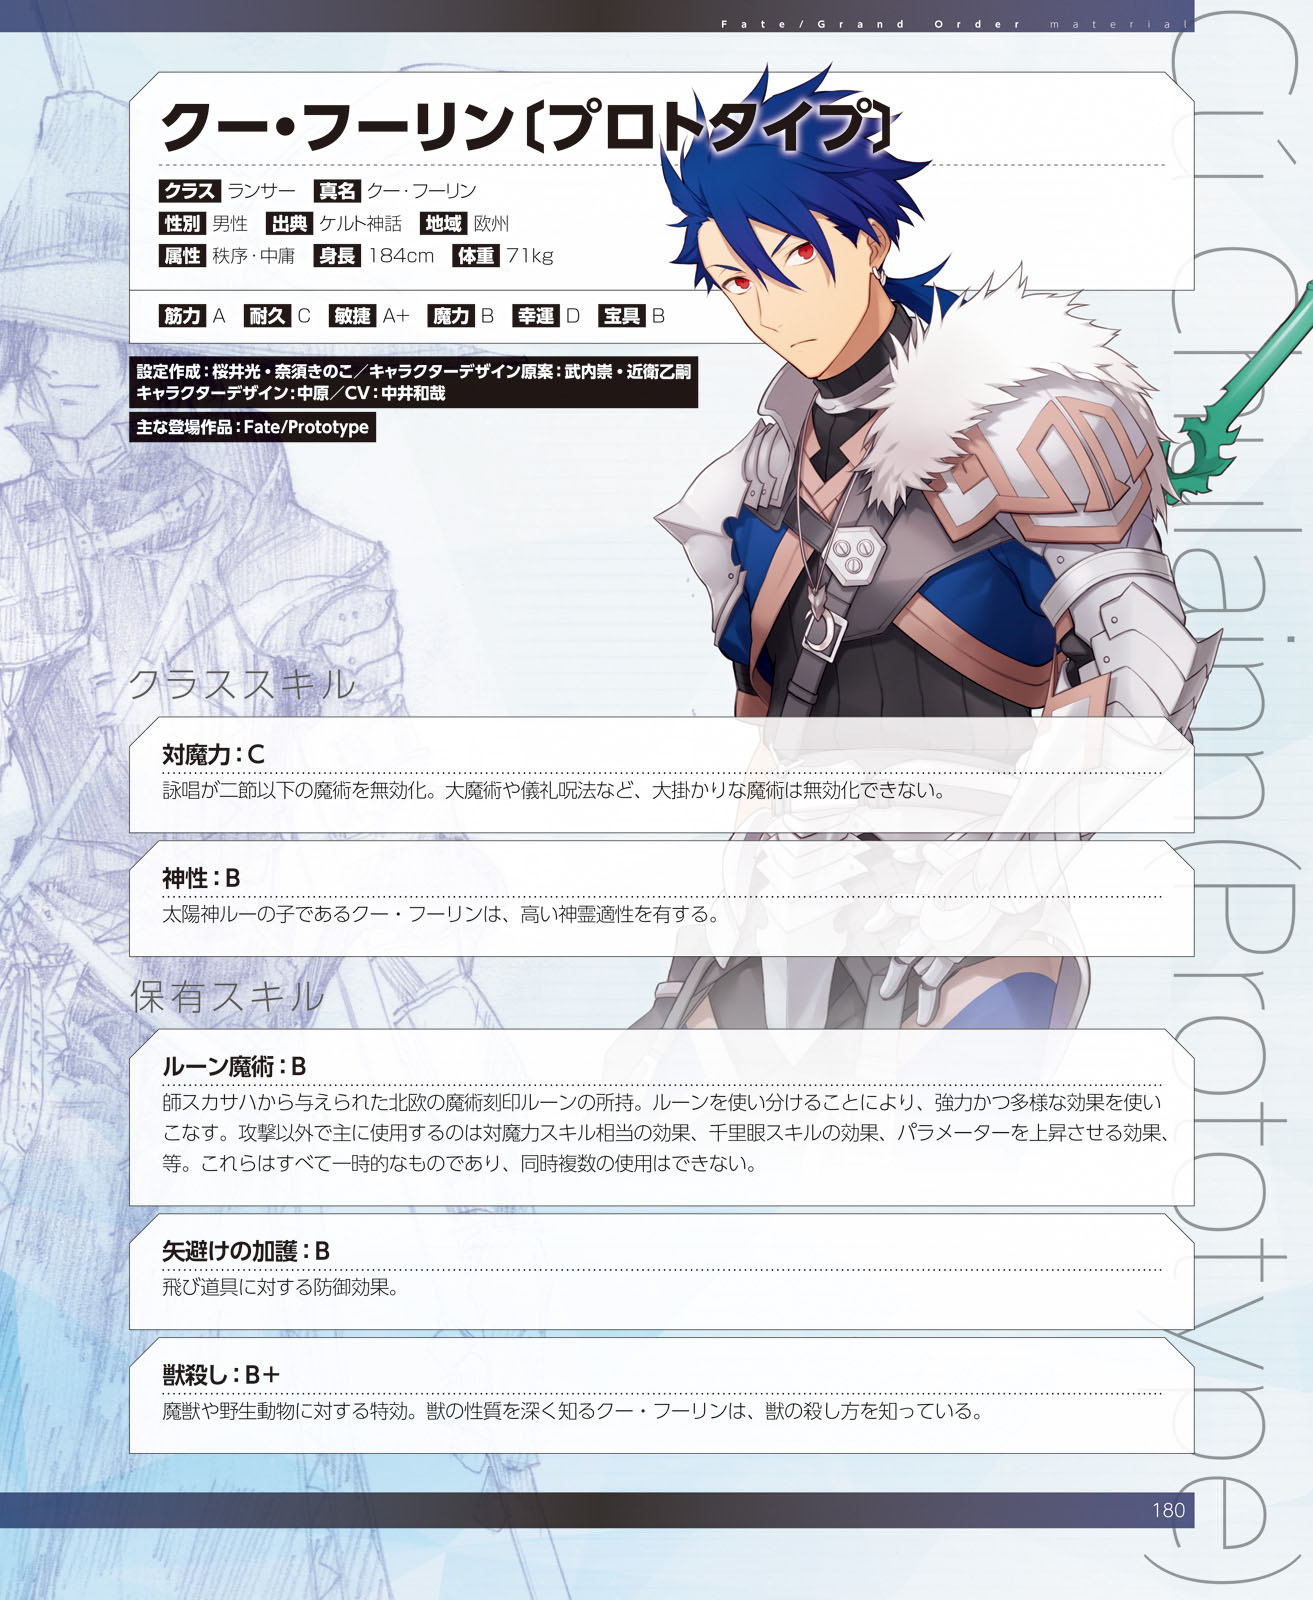 Fate/Grand Order material
クー・フーリン〔プロトタイプ〕
クラス ランサー 真名 クー・フーリン
性別 男性 出典 ケルト神話 地域 欧州
属性 秩序・中庸 身長 184cm 体重 71kg
筋力 A 耐久 C 敏捷 A+ 魔力 B 幸運 D 宝具 B
設定作成：桜井光・奈須きのこ／キャラクターデザイン原案：武内崇・近衛乙嗣
キャラクターデザイン：中原／CV：中井和哉
主な登場作品：Fate/Prototype
クラススキル
対魔力：C
詠唱が二節以下の魔術を無効化。大魔術や儀礼呪法など、大掛かりな魔術は無効化できない。
神性：B
太陽神ルーの子であるクー・フーリンは、高い神霊適性を有する。
保有スキル
ルーン魔術：B
師スカサハから与えられた北欧の魔術刻印ルーンの所持。ルーンを使い分けることにより、強力かつ多様な効果を使い
こなす。攻撃以外で主に使用するのは対魔力スキル相当の効果、千里眼スキルの効果、パラメーターを上昇させる効果、
等。これらはすべて一時的なものであり、同時複数の使用はできない。
矢避けの加護：B
飛び道具に対する防御効果。
獣殺し：B＋
魔獣や野生動物に対する特効。獣の性質を深く知るクー・フーリンは、獣の殺し方を知っている。
180
Cú Chulainn(Prototype)